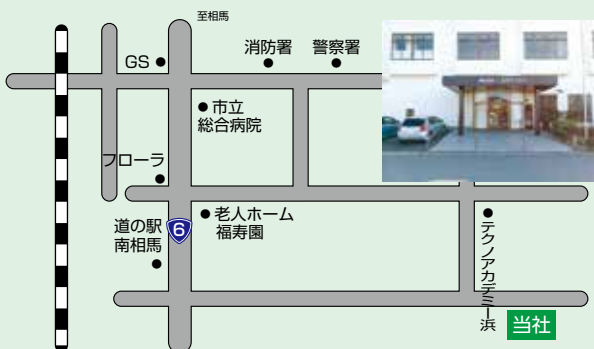 至相馬
GS
消防署
警察署
市立
総合病院
フローラ
老人ホーム
福寿園
道の駅
南相馬
6
テクノアカデミー浜
当社